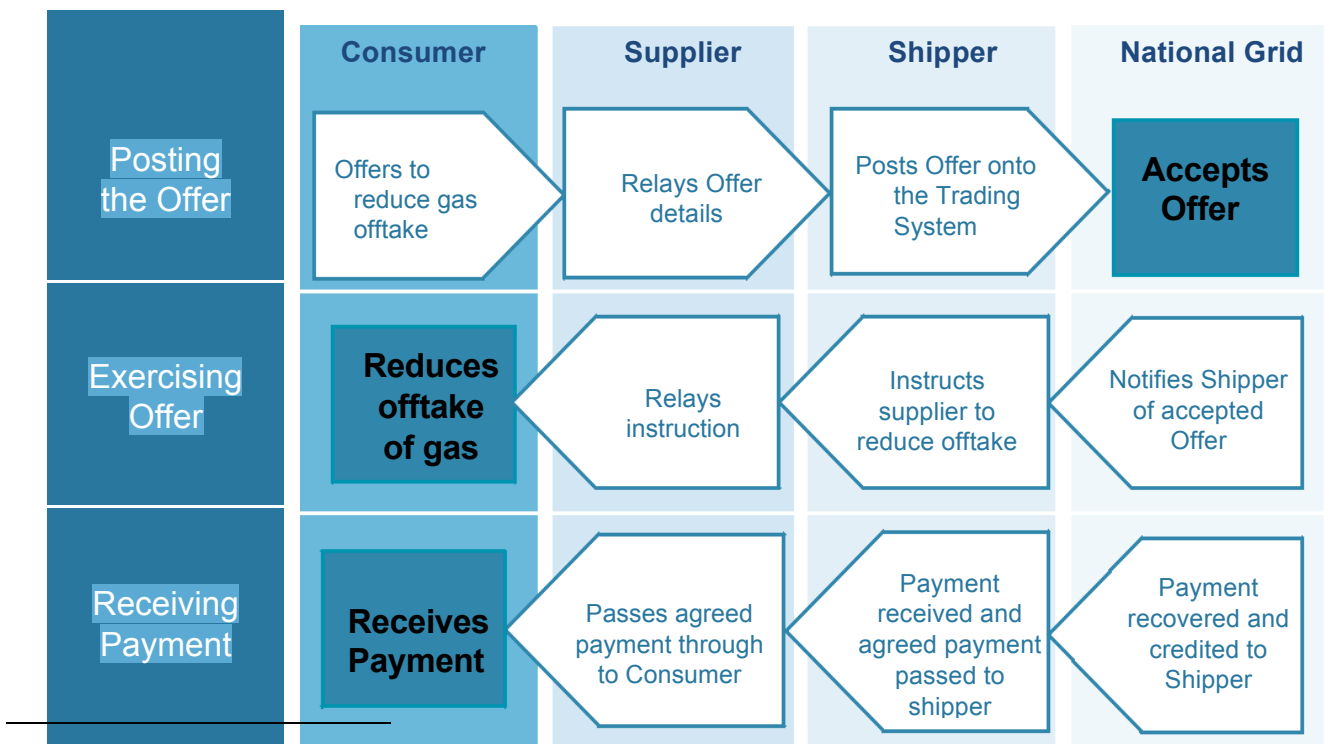 Consumer
Supplier
Shipper
National Grid
Posting
the Offer
Offers to
reduce gas
offtake
Relays Offer
details
Posts Offer onto
the Trading
System
Accepts
Offer
Exercising
Offer
Reduces
offtake
of gas
Relays
instruction
Instructs
supplier to
reduce offtake
Notifies Shipper
of accepted
Offer
Receiving
Payment
Receives
Payment
Passes agreed
payment through
to Consumer
Payment
received and
agreed payment
passed to
shipper
Payment
recovered and
credited to
Shipper